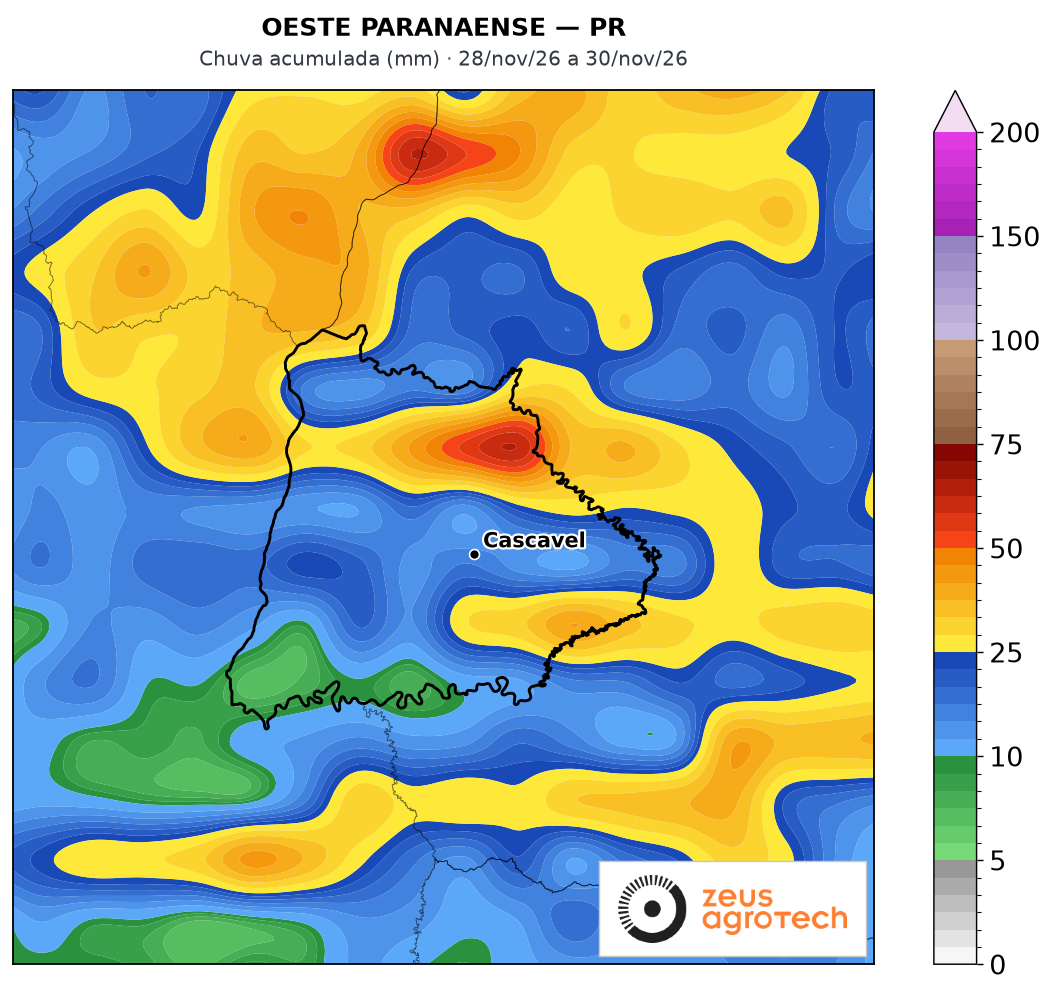 OESTE PARANAENSE — PR
Chuva acumulada (mm) · 28/nov/26 a 30/nov/26
200
150
100
75
50
25
10
5
0
Cascavel
zeus
agrotech